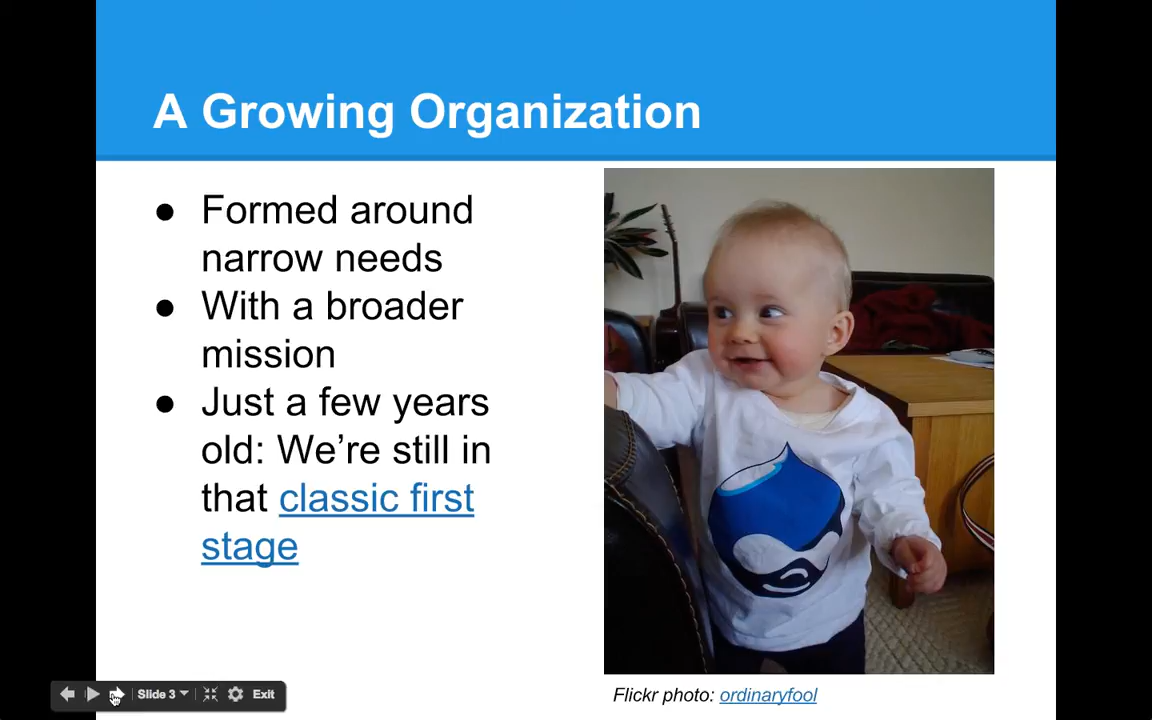 A Growing Organization
● Formed around
narrow needs
● With a broader
mission
● Just a few years
old: We’re still in
that classic first
stage
Flickr photo: ordinaryfool
Slide 3
Exit